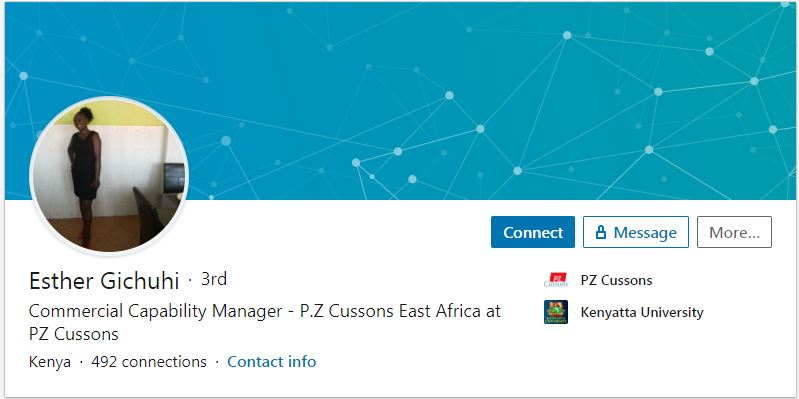 Connect
Message
More...
Esther Gichuhi · 3rd
Commercial Capability Manager - P.Z Cussons East Africa at
PZ Cussons
Kenya · 492 connections · Contact info
PZ Cussons
Kenyatta University